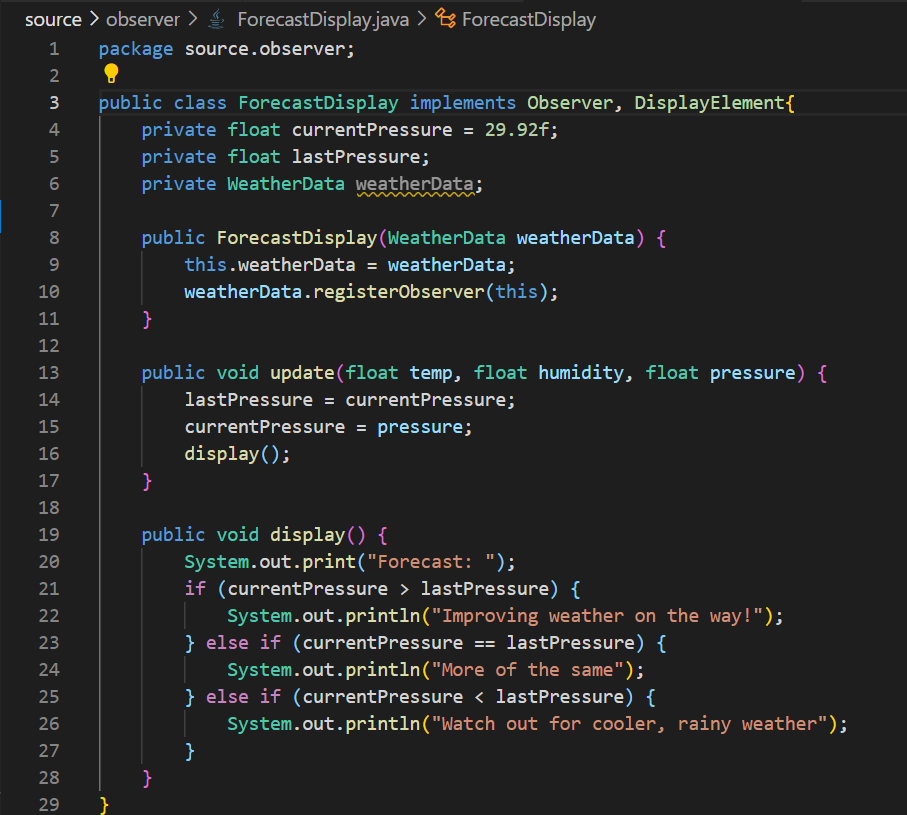 source > observer > ForecastDisplay.java > ForecastDisplay
1 package source.observer;
2
3 public class ForecastDisplay implements Observer, DisplayElement{
4     private float currentPressure = 29.92f;
5     private float lastPressure;
6     private WeatherData weatherData;
7
8     public ForecastDisplay(WeatherData weatherData) {
9         this.weatherData = weatherData;
10         weatherData.registerObserver(this);
11     }
12
13     public void update(float temp, float humidity, float pressure) {
14         lastPressure = currentPressure;
15         currentPressure = pressure;
16         display();
17     }
18
19     public void display() {
20         System.out.print("Forecast: ");
21         if (currentPressure > lastPressure) {
22             System.out.println("Improving weather on the way!");
23         } else if (currentPressure == lastPressure) {
24             System.out.println("More of the same");
25         } else if (currentPressure < lastPressure) {
26             System.out.println("Watch out for cooler, rainy weather");
27         }
28     }
29 }